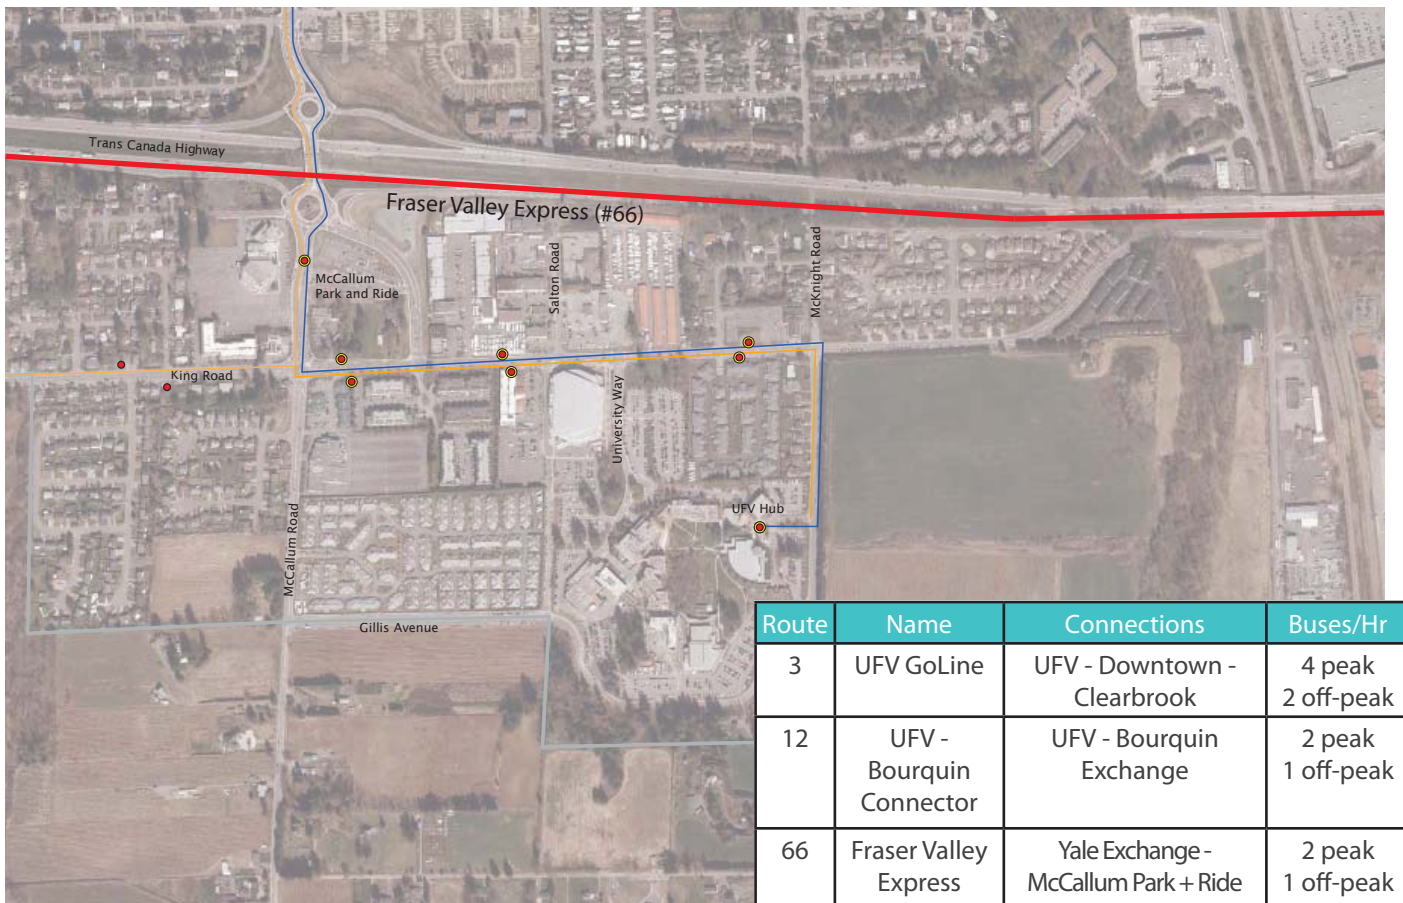 Trans Canada Highway
Fraser Valley Express (#66)
McCallum
Park and Ride
Salton Road
McKnight Road
King Road
University Way
UFV Hub
McCallum Road
Gillis Avenue
Route Name Connections Buses/Hr
3 UFV GoLine UFV - Downtown - 4 peak
Clearbrook 2 off-peak
12 UFV - UFV - Bourquin 2 peak
Bourquin Exchange 1 off-peak
Connector
66 Fraser Valley Yale Exchange - 2 peak
Express McCallum Park + Ride 1 off-peak